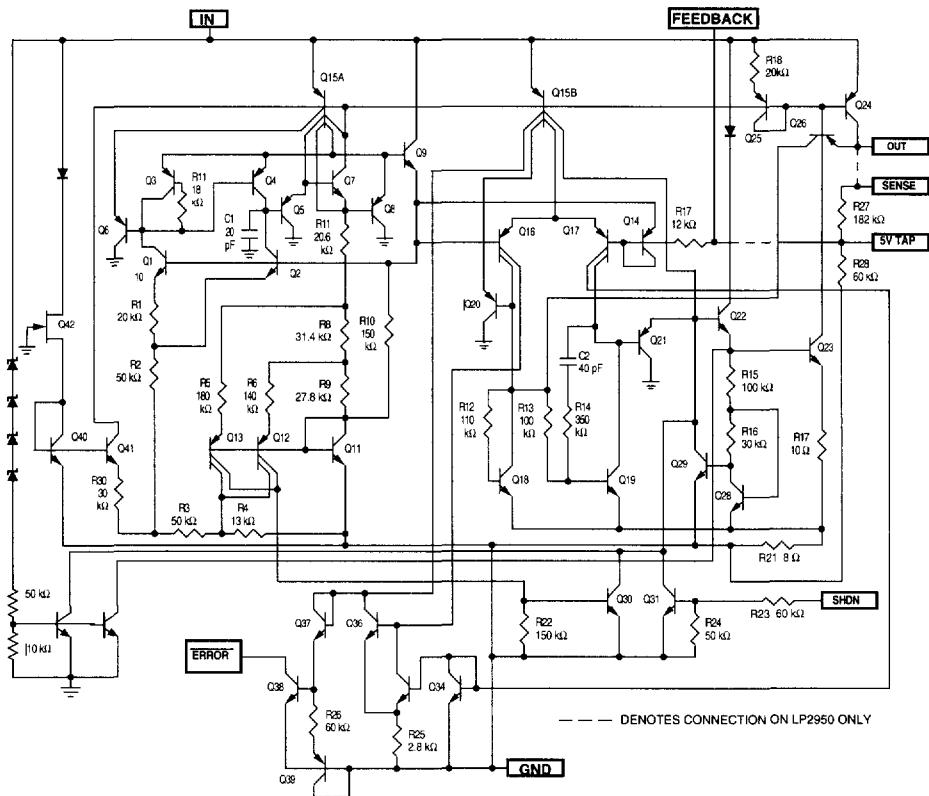 IN
FEEDBACK
R18
20kΩ
Q15A
Q15B
Q24
Q25
Q26
OUT
SENSE
R27
182 kΩ
5V TAP
R28
60 kΩ
Q9
Q3
R11
18
kΩ
Q4
Q7
Q5
Q8
Q6
C1
20
pF
R11
20.6
kΩ
Q16
Q17
Q14
R17
12 kΩ
Q1
10
Q2
Q20
Q22
Q23
Q42
R1
20 kΩ
R8
31.4 kΩ
R10
150
kΩ
Q21
C2
40 pF
R15
100 kΩ
R2
50 kΩ
R5
180
kΩ
R6
140
kΩ
R9
27.8 kΩ
R12
110
kΩ
R13
100
kΩ
R14
350
kΩ
R16
30 kΩ
R17
10 Ω
Q40
Q41
Q13
Q12
Q11
Q18
Q19
Q29
Q28
R30
30
kΩ
R3
50 kΩ
R4
13 kΩ
R21 8 Ω
50 kΩ
10 kΩ
Q37
Q36
R22
150 kΩ
Q30
Q31
R24
50 kΩ
R23 60 kΩ
SHDN
ERROR
Q38
Q34
R26
60 kΩ
R25
2.8 kΩ
Q39
GND
DENOTES CONNECTION ON LP2950 ONLY